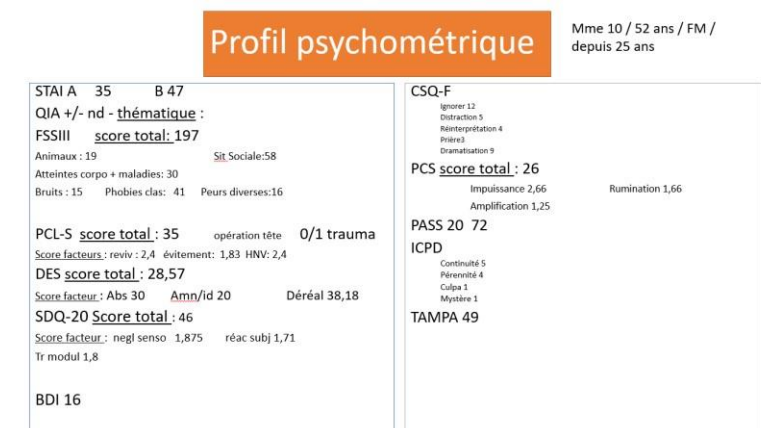 Profil psychométrique
Mme 10 / 52 ans / FM /
depuis 25 ans
STAI A 35 B 47
QIA +/- nd - thématique :
FSSIII score total: 197
Animaux : 19 Sit Sociale:58
Atteintes corpo + maladies: 30
Bruits : 15 Phobies clas: 41 Peurs diverses:16
PCL-S score total : 35 opération tête 0/1 trauma
Score facteurs : reviv : 2,4 évitement: 1,83 HNV: 2,4
DES score total : 28,57
Score facteur : Abs 30 Amn/id 20 Déréal 38,18
SDQ-20 Score total : 46
Score facteur : negl senso 1,875 réac subj 1,71
Tr modul 1,8
BDI 16
CSQ-F
Ignorer 12
Distraction 5
Réinterprétation 4
Prière3
Dramatisation 9
PCS score total : 26
Impuissance 2,66 Rumination 1,66
Amplification 1,25
PASS 20 72
ICPD
Continuité 5
Pérennité 4
Culpa 1
Mystère 1
TAMPA 49